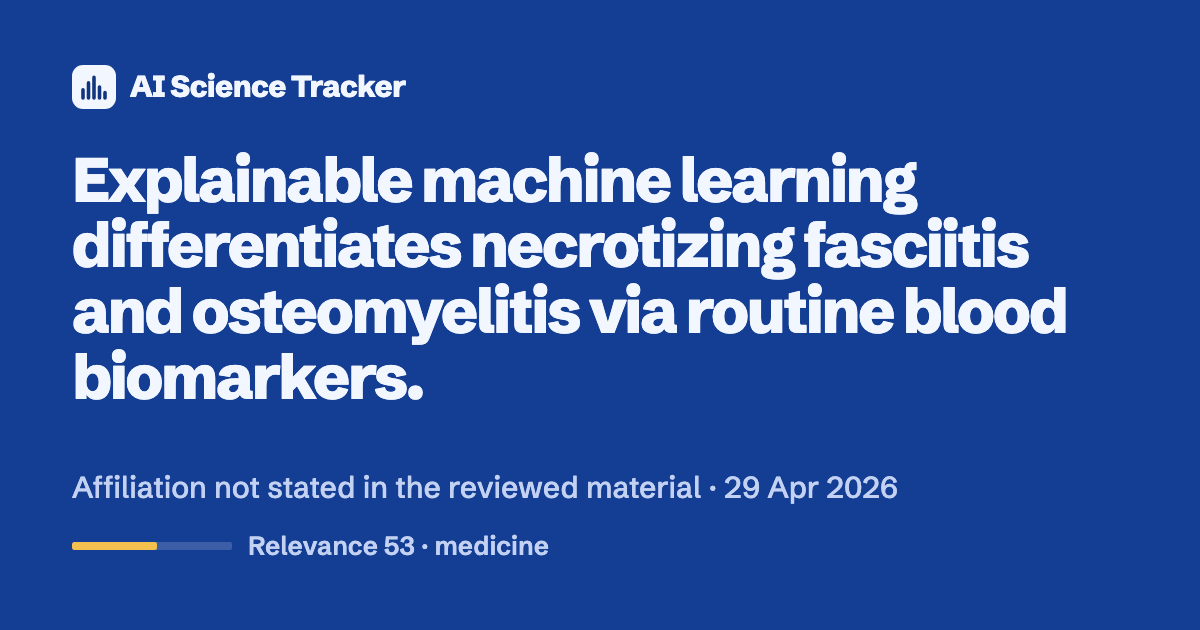 AI Science Tracker
Explainable machine learning
differentiates necrotizing fasciitis
and osteomyelitis via routine blood
biomarkers.
Affiliation not stated in the reviewed material · 29 Apr 2026
Relevance 53 · medicine